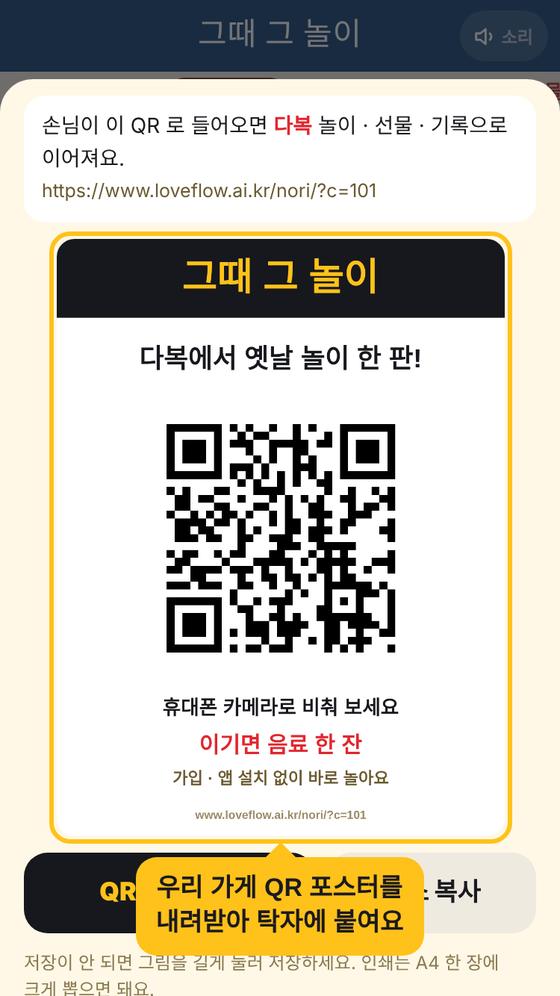 그때 그 놀이
소리
손님이 이 QR 로 들어오면 다복 놀이 · 선물 · 기록으로
이어져요.
https://www.loveflow.ai.kr/nori/?c=101
그때 그 놀이
다복에서 옛날 놀이 한 판!
휴대폰 카메라로 비춰 보세요
이기면 음료 한 잔
가입 · 앱 설치 없이 바로 놀아요
www.loveflow.ai.kr/nori/?c=101
QR
복사
우리 가게 QR 포스터를
내려받아 탁자에 붙여요
저장이 안 되면 그림을 길게 눌러 저장하세요. 인쇄는 A4 한 장에
크게 뽑으면 돼요.